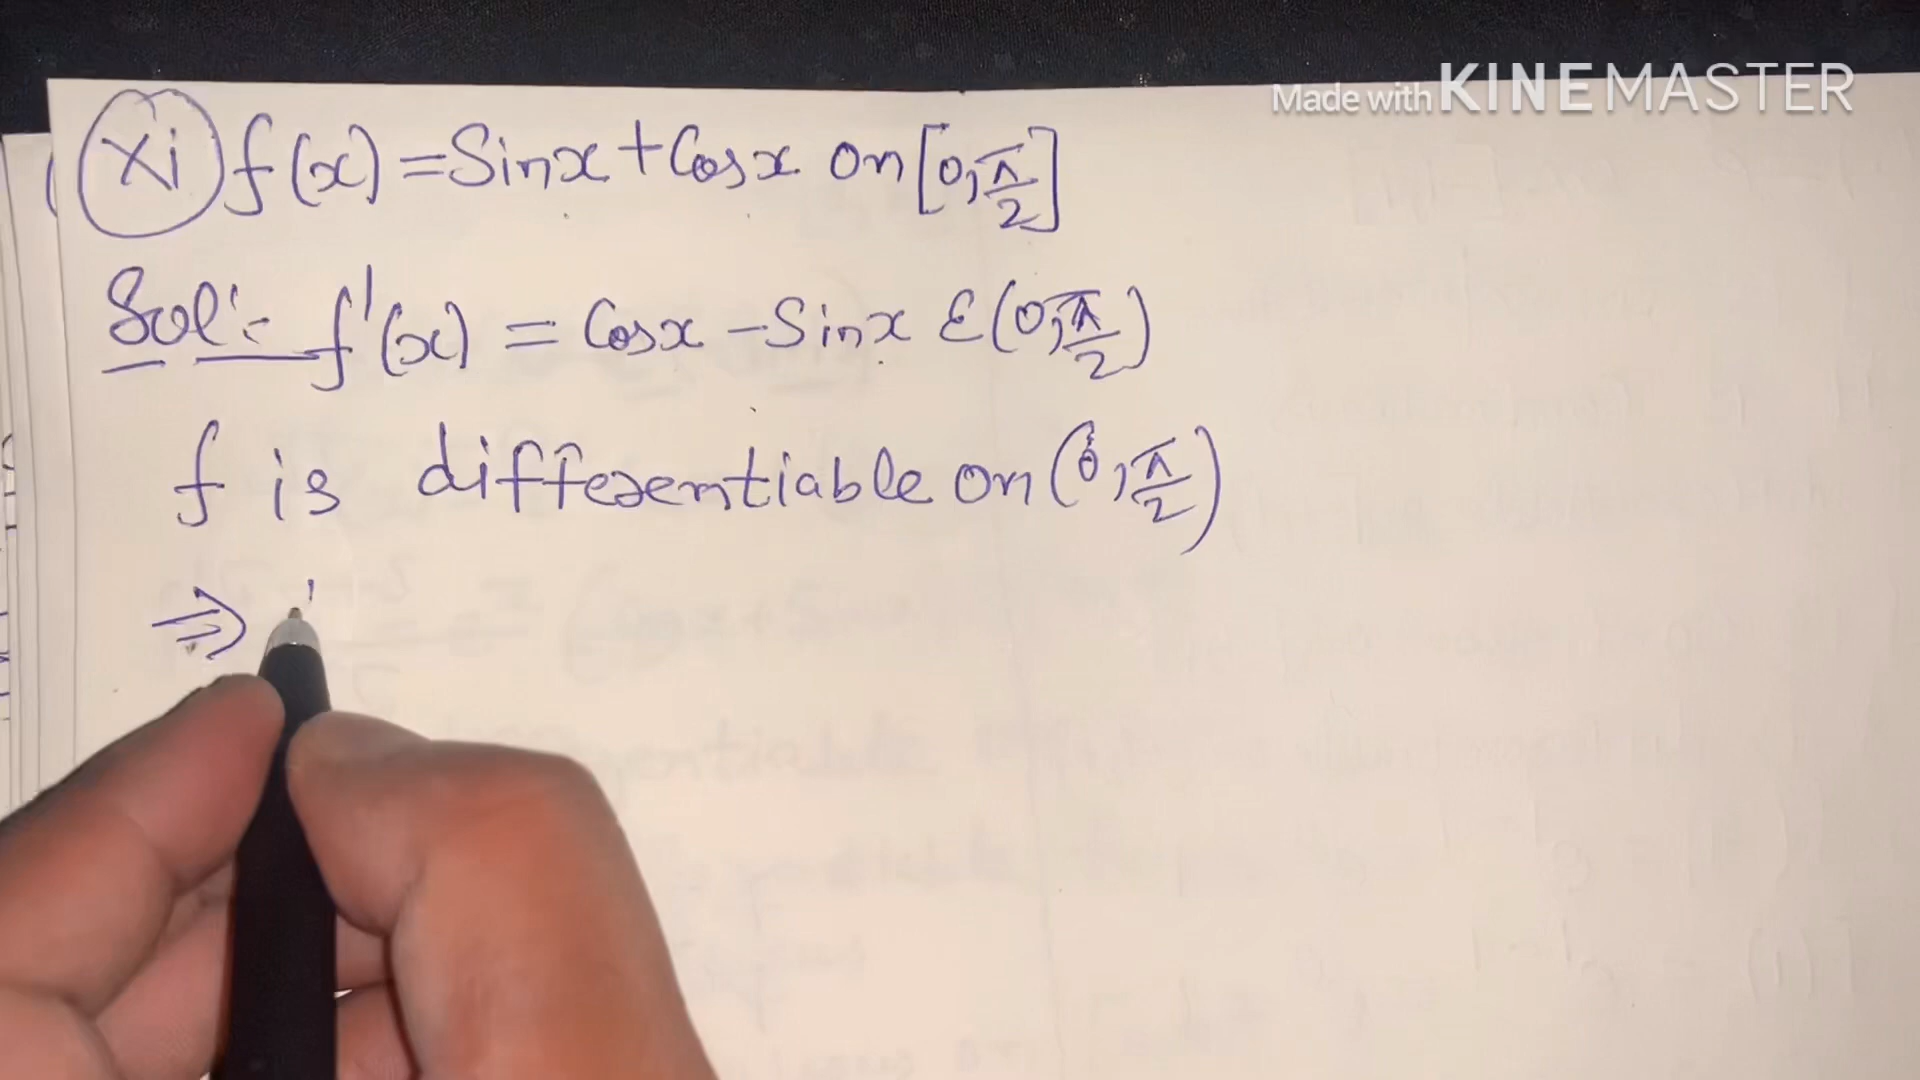 Made with KINEMASTER
(xi) f(x) = Sinx + Cosx on [0, π/2]
Sol:- f'(x) = Cosx - Sinx ε (0, π/2)
f is differentiable on (0, π/2)
⇒